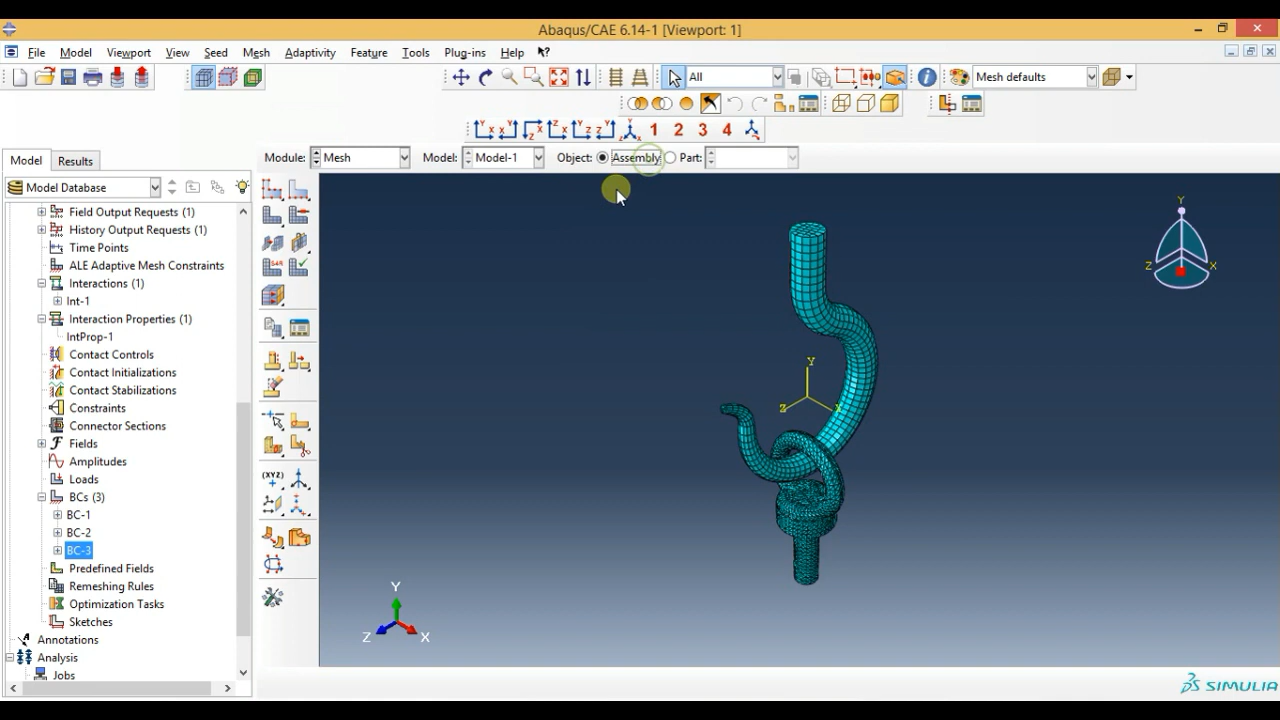 Abaqus/CAE 6.14-1 [Viewport: 1]
File Model Viewport View Seed Mesh Adaptivity Feature Tools Plug-ins Help
All Mesh defaults
1 2 3 4
Model Results Module: Mesh Model: Model-1 Object: Assembly Part:
Model Database
Field Output Requests (1)
History Output Requests (1)
Time Points
ALE Adaptive Mesh Constraints
Interactions (1)
Int-1
Interaction Properties (1)
IntProp-1
Contact Controls
Contact Initializations
Contact Stabilizations
Constraints
Connector Sections
Fields
Amplitudes
Loads
BCs (3)
BC-1
BC-2
BC-3
Predefined Fields
Remeshing Rules
Optimization Tasks
Sketches
Annotations
Analysis
Jobs
(XYZ)
Y
Z X
Y
Z X
Y
Z X
SIMULIA